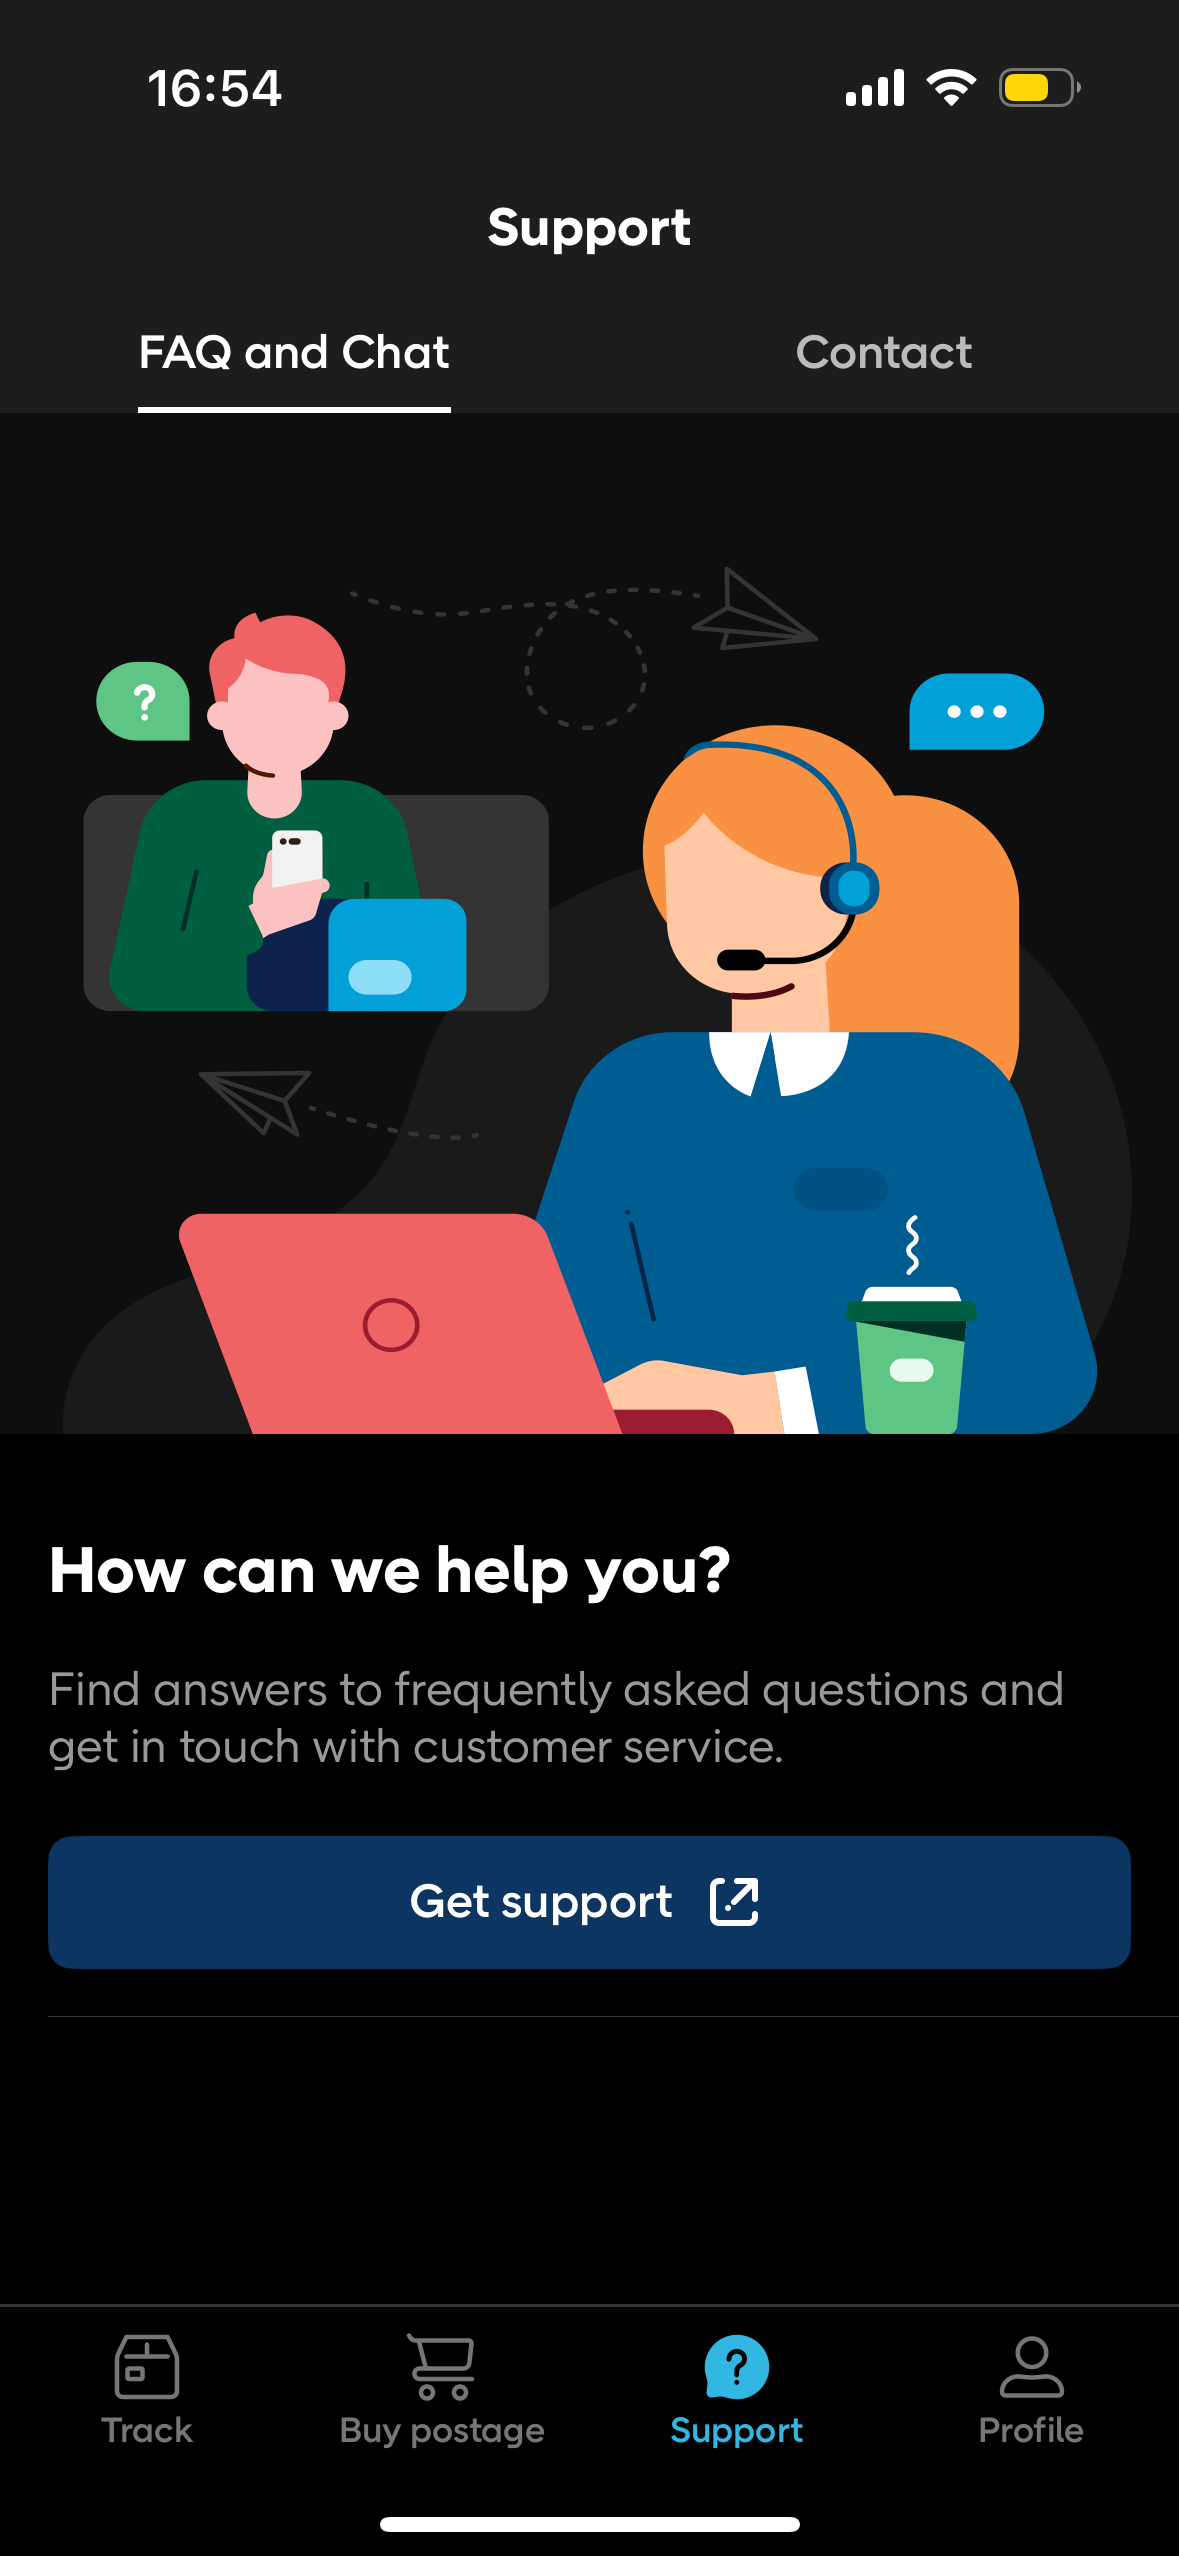 16:54
Support
FAQ and Chat
Contact
?
How can we help you?
Find answers to frequently asked questions and
get in touch with customer service.
Get support
?
Track
Buy postage
Support
Profile